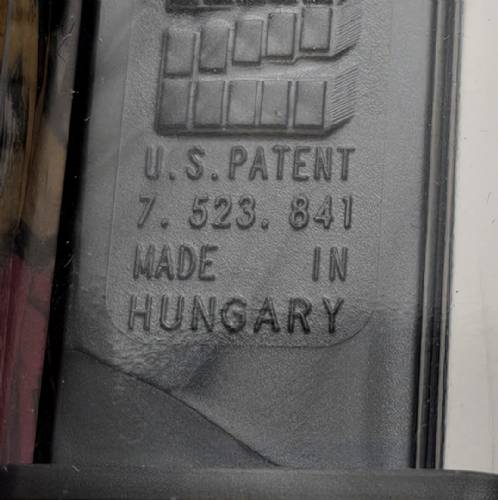 U.S. PATENT
7. 523. 841
MADE IN
HUNGARY